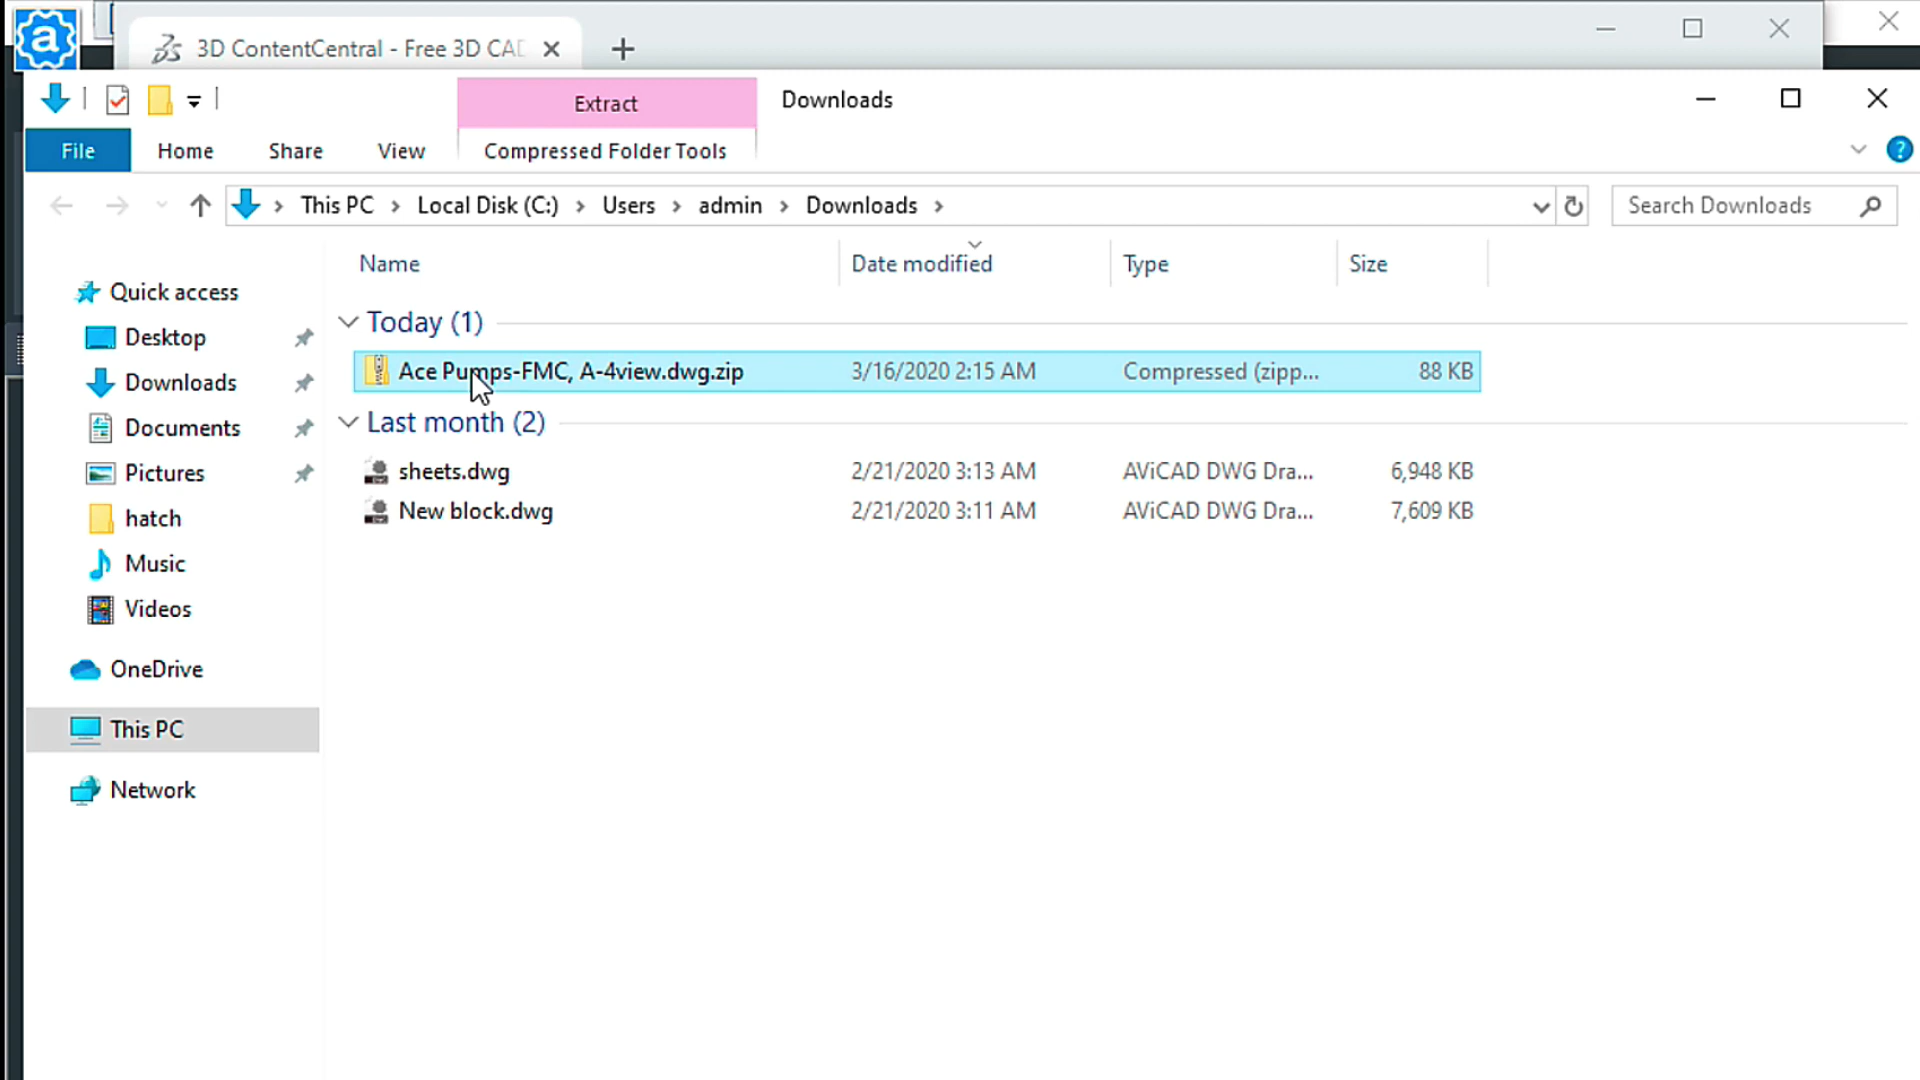 a
3D ContentCentral - Free 3D CAD
Extract
Downloads
File
Home
Share
View
Compressed Folder Tools
?
This PC > Local Disk (C:) > Users > admin > Downloads >
Search Downloads
Name
Date modified
Type
Size
Quick access
Desktop
Downloads
Documents
Pictures
hatch
Music
Videos
OneDrive
This PC
Network
Today (1)
Ace Pumps-FMC, A-4view.dwg.zip 3/16/2020 2:15 AM Compressed (zipp... 88 KB
Last month (2)
sheets.dwg 2/21/2020 3:13 AM AViCAD DWG Dra... 6,948 KB
New block.dwg 2/21/2020 3:11 AM AViCAD DWG Dra... 7,609 KB